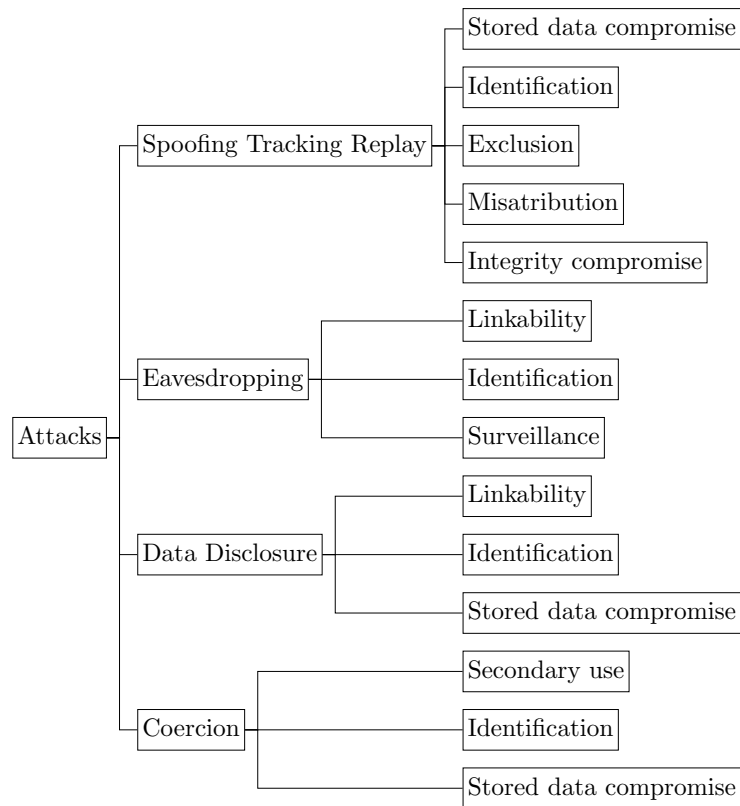 Attacks
Spoofing Tracking Replay
Stored data compromise
Identification
Exclusion
Misatribution
Integrity compromise
Eavesdropping
Linkability
Identification
Surveillance
Data Disclosure
Linkability
Identification
Stored data compromise
Coercion
Secondary use
Identification
Stored data compromise